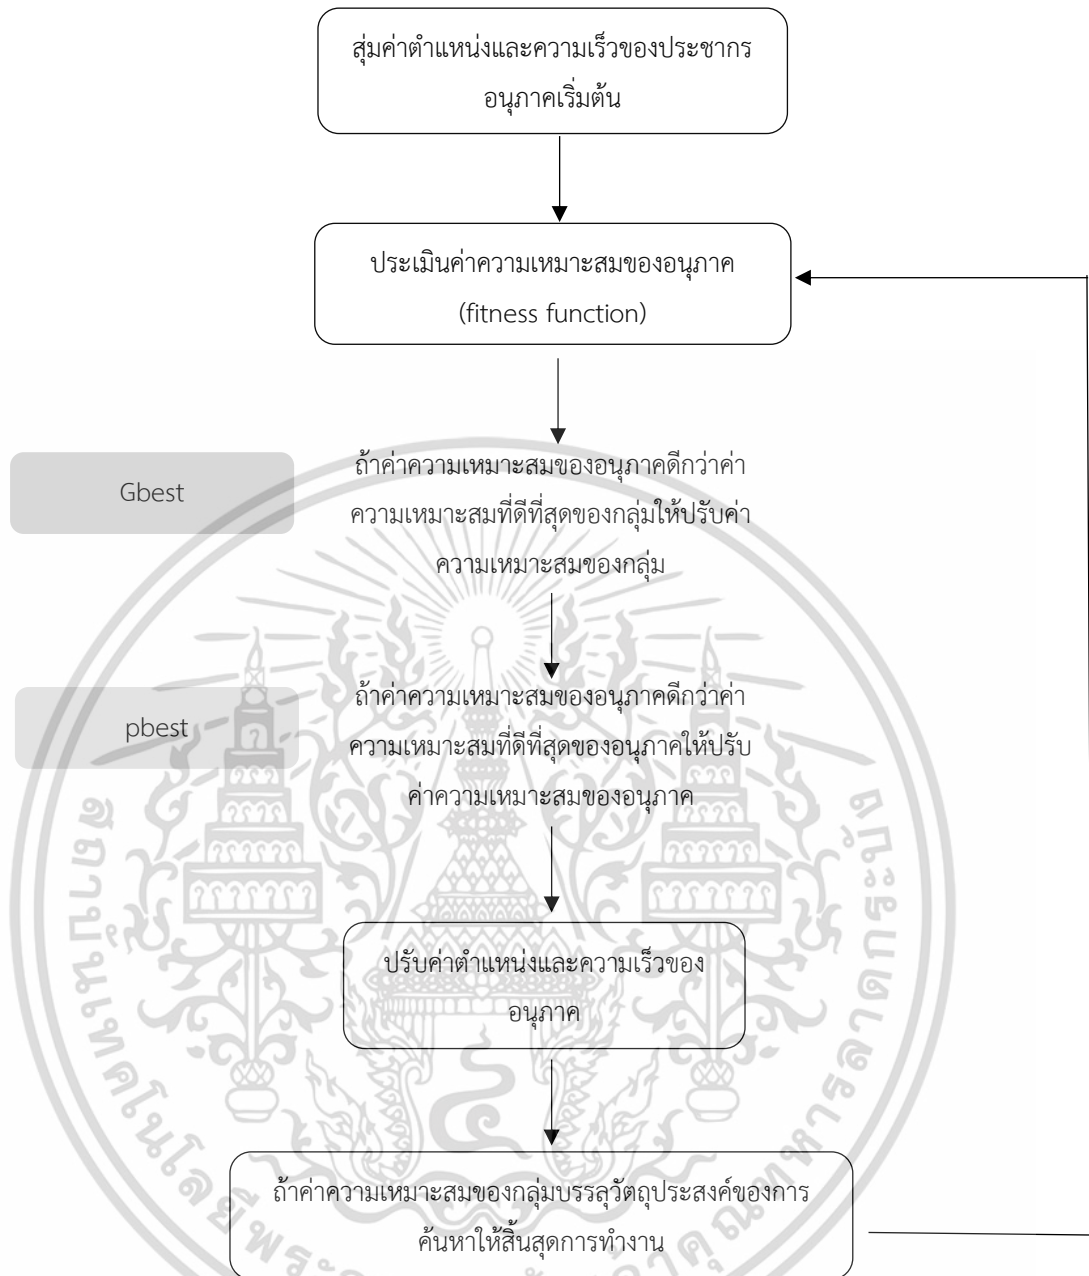 สุ่มค่าตำแหน่งและความเร็วของประชากร
อนุภาคเริ่มต้น
ประเมินค่าความเหมาะสมของอนุภาค
(fitness function)
Gbest
ถ้าค่าความเหมาะสมของอนุภาคดีกว่าค่า
ความเหมาะสมที่ดีที่สุดของกลุ่มให้ปรับค่า
ความเหมาะสมของกลุ่ม
pbest
ถ้าค่าความเหมาะสมของอนุภาคดีกว่าค่า
ความเหมาะสมที่ดีที่สุดของอนุภาคให้ปรับ
ค่าความเหมาะสมของอนุภาค
ปรับค่าตำแหน่งและความเร็วของ
อนุภาค
ถ้าค่าความเหมาะสมของกลุ่มบรรลุวัตถุประสงค์ของการ
ค้นหาให้สิ้นสุดการทำงาน